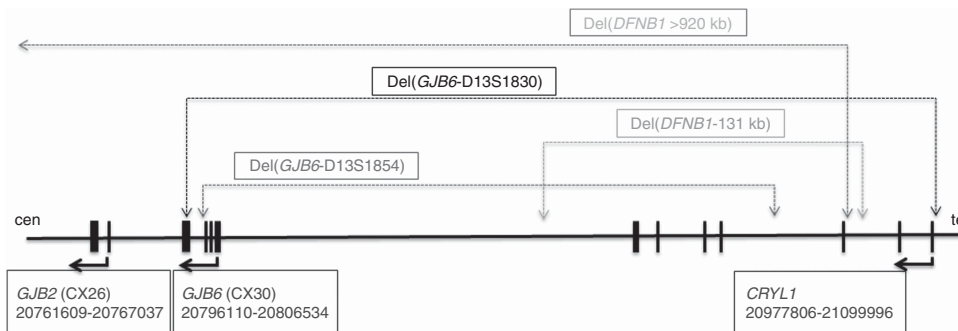 Del(DFNB1 >920 kb)
Del(GJB6-D13S1830)
Del(DFNB1-131 kb)
Del(GJB6-D13S1854)
cen
te
GJB2 (CX26)
20761609-20767037
GJB6 (CX30)
20796110-20806534
CRYL1
20977806-21099996